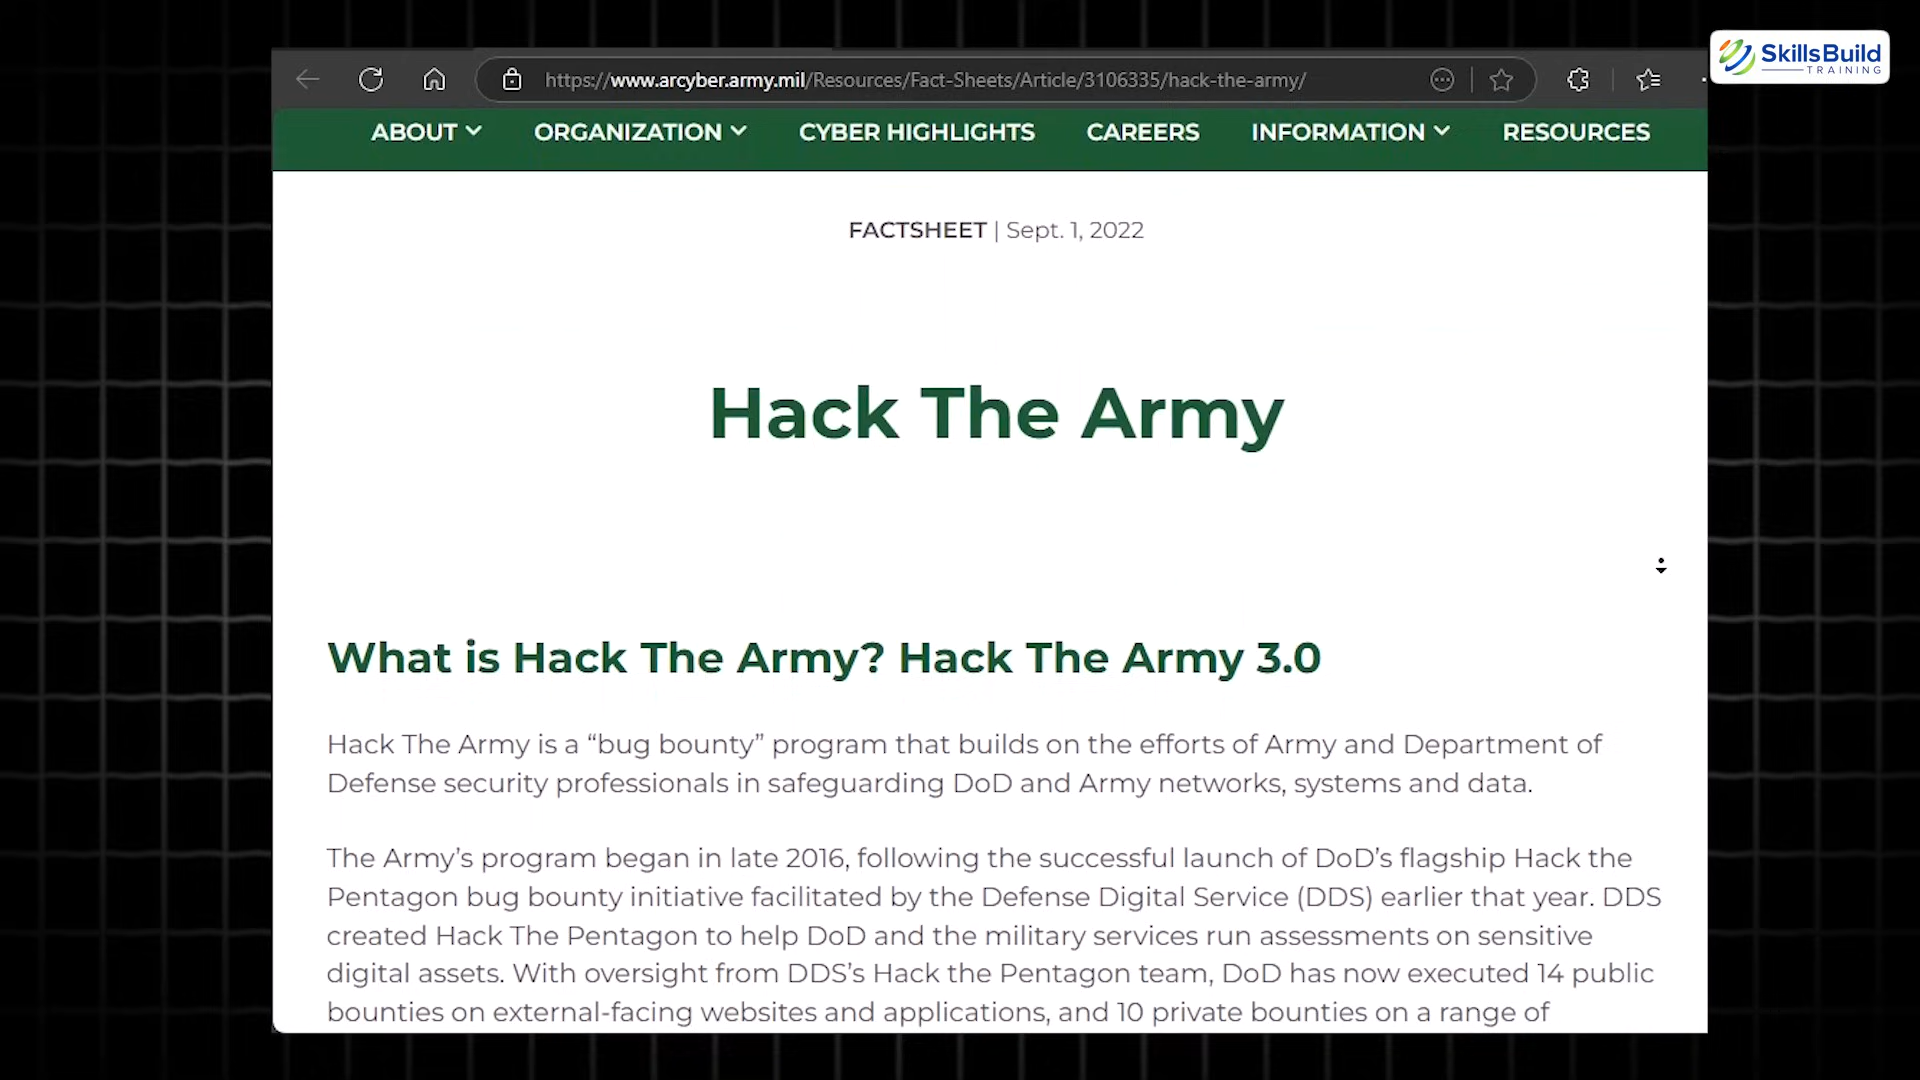 SkillsBuild
TRAINING
https://www.arcyber.army.mil/Resources/Fact-Sheets/Article/3106335/hack-the-army/
ABOUT ORGANIZATION CYBER HIGHLIGHTS CAREERS INFORMATION RESOURCES
FACTSHEET | Sept. 1, 2022
Hack The Army
What is Hack The Army? Hack The Army 3.0
Hack The Army is a “bug bounty” program that builds on the efforts of Army and Department of
Defense security professionals in safeguarding DoD and Army networks, systems and data.
The Army’s program began in late 2016, following the successful launch of DoD’s flagship Hack the
Pentagon bug bounty initiative facilitated by the Defense Digital Service (DDS) earlier that year. DDS
created Hack The Pentagon to help DoD and the military services run assessments on sensitive
digital assets. With oversight from DDS’s Hack the Pentagon team, DoD has now executed 14 public
bounties on external-facing websites and applications, and 10 private bounties on a range of